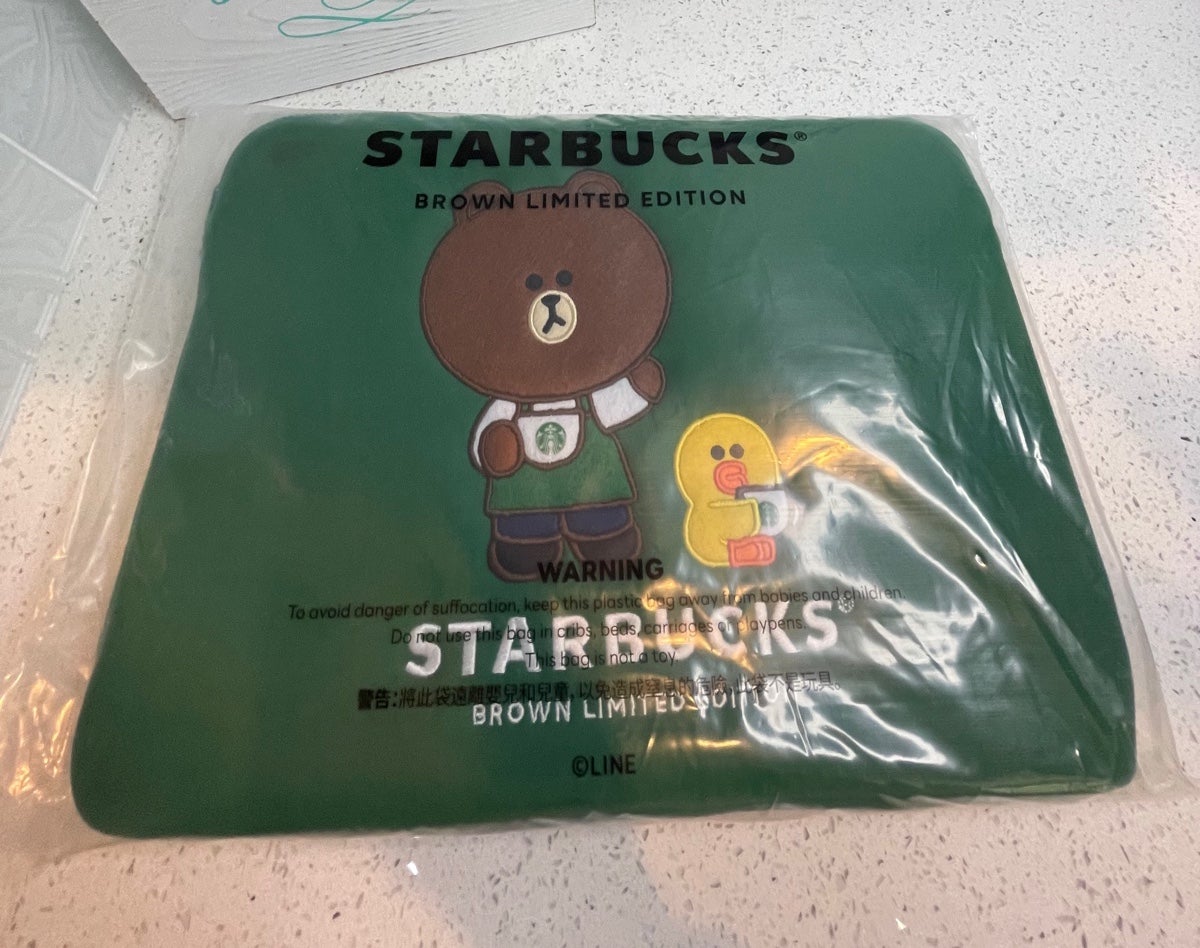 STARBUCKS®
BROWN LIMITED EDITION
WARNING
To avoid danger of suffocation, keep this plastic bag away from babies and children.
Do not use this bag in cribs, beds, carriages or playpens.
This bag is not a toy.
STARBUCKS®
警告:將此袋遠離嬰兒和兒童,以免造成窒息的危險,此袋不是玩具。
BROWN LIMITED EDITION
©LINE